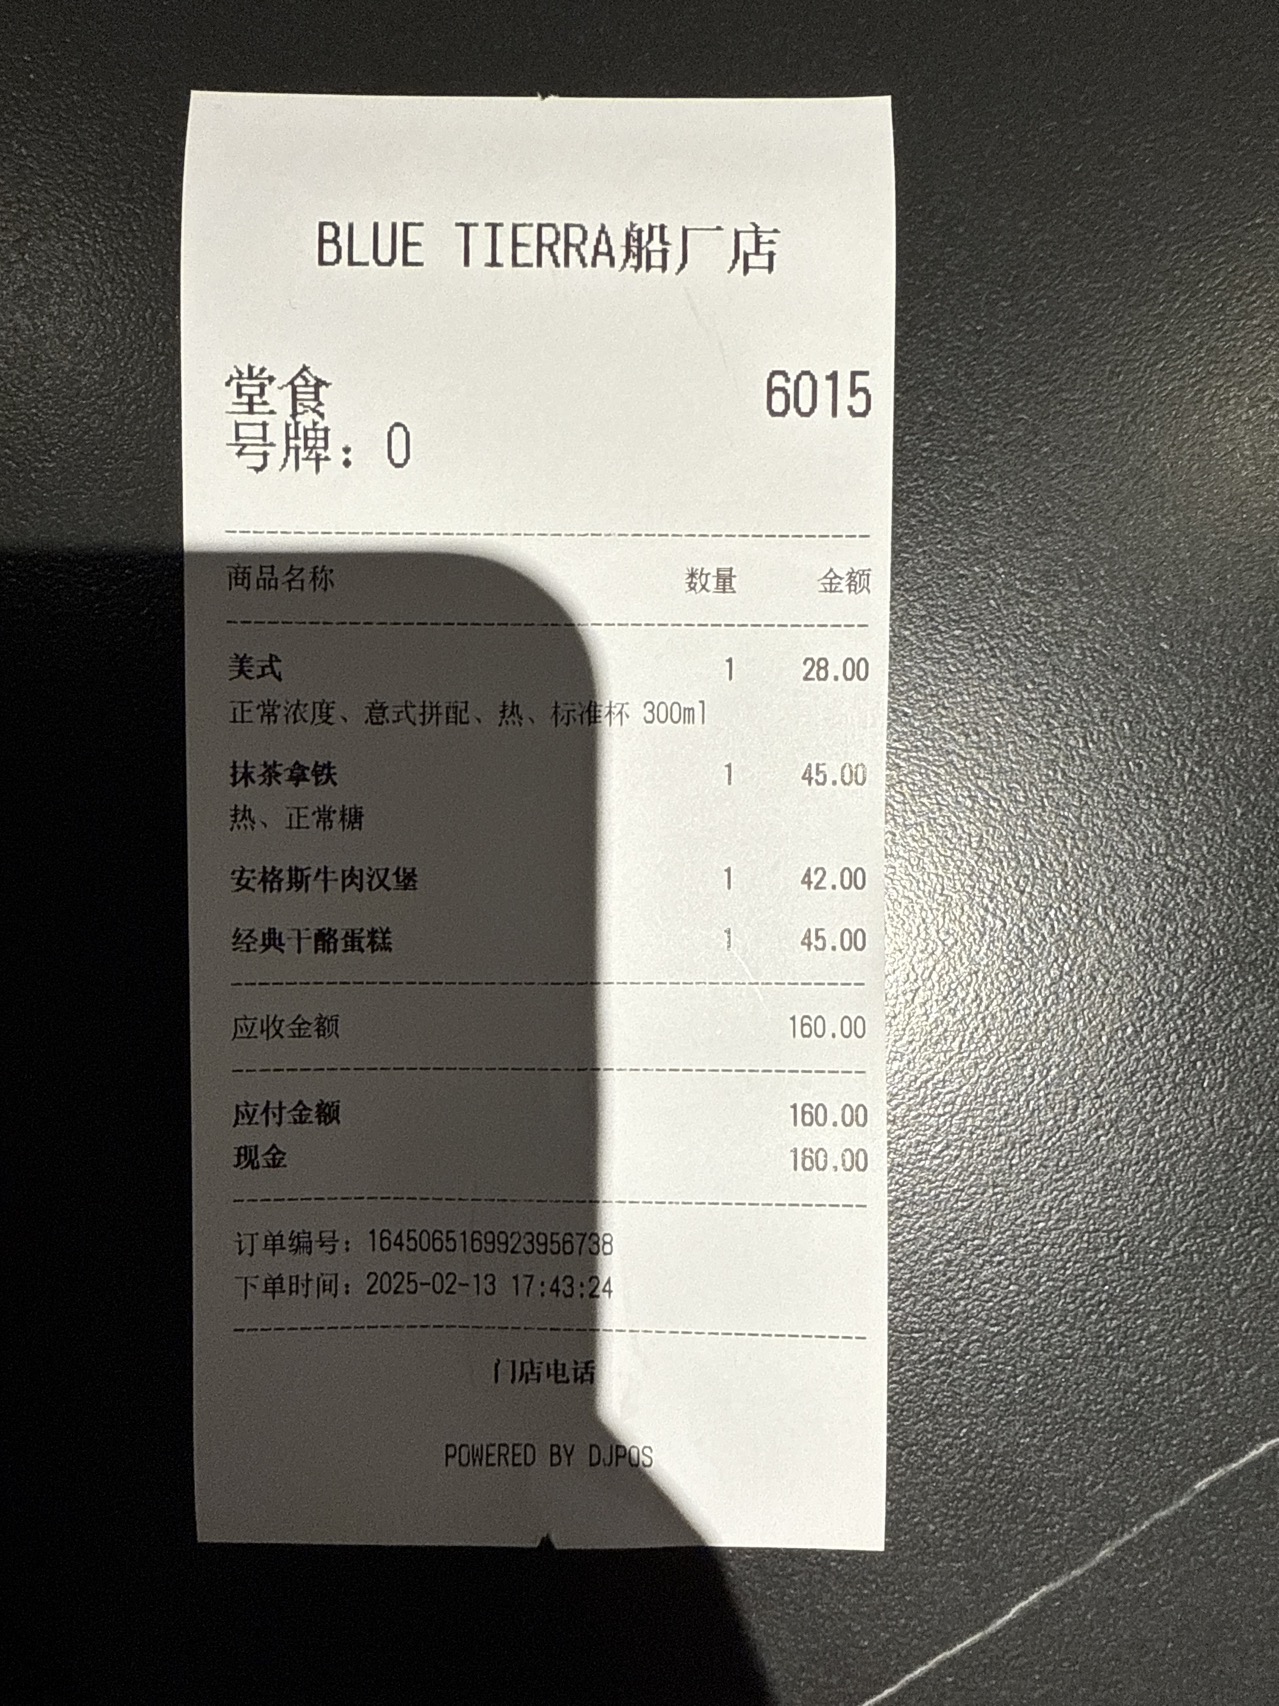 BLUE TIERRA船厂店
堂食 6015
号牌：0
商品名称 数量 金额
美式 1 28.00
正常浓度、意式拼配、热、标准杯 300ml
抹茶拿铁 1 45.00
热、正常糖
安格斯牛肉汉堡 1 42.00
经典干酪蛋糕 1 45.00
应收金额 160.00
应付金额 160.00
现金 160.00
订单编号：1645065169923956738
下单时间：2025-02-13 17:43:24
门店电话
POWERED BY DJPOS